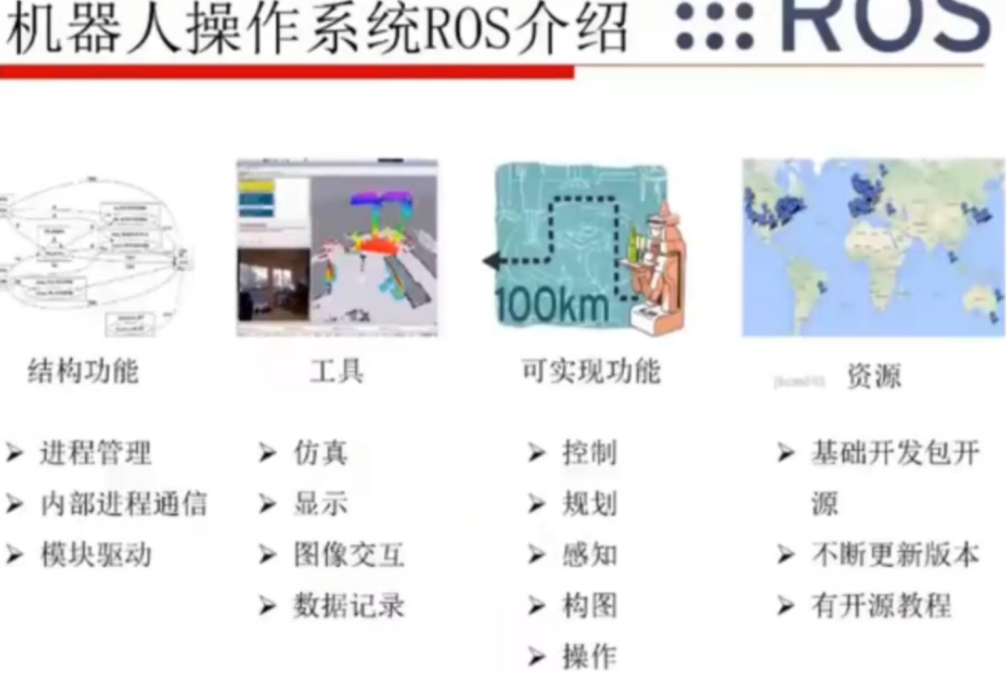 机器人操作系统ROS介绍
ROS
100km
结构功能
工具
可实现功能
资源
进程管理
内部进程通信
模块驱动
仿真
显示
图像交互
数据记录
控制
规划
感知
构图
操作
基础开发包开
源
不断更新版本
有开源教程